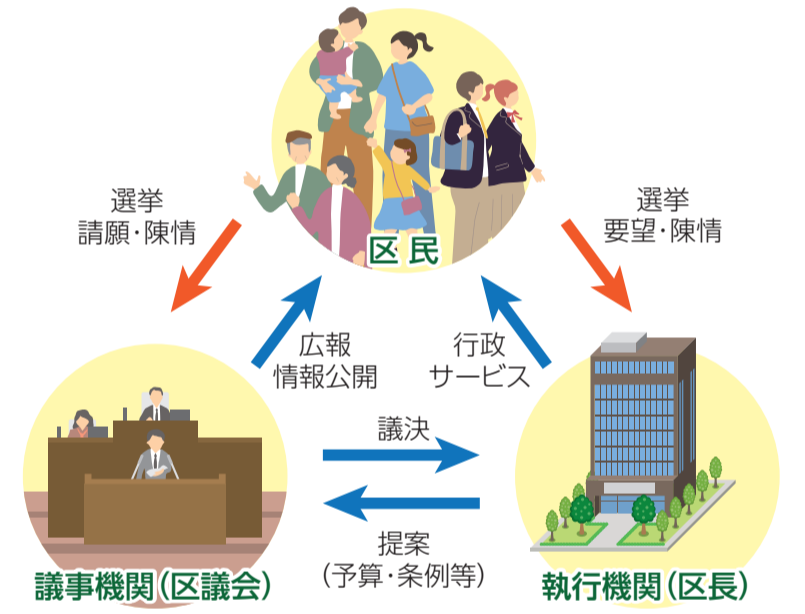 区民
選挙
請願・陳情
選挙
要望・陳情
広報
情報公開
行政
サービス
議決
提案
（予算・条例等）
議事機関（区議会）
執行機関（区長）